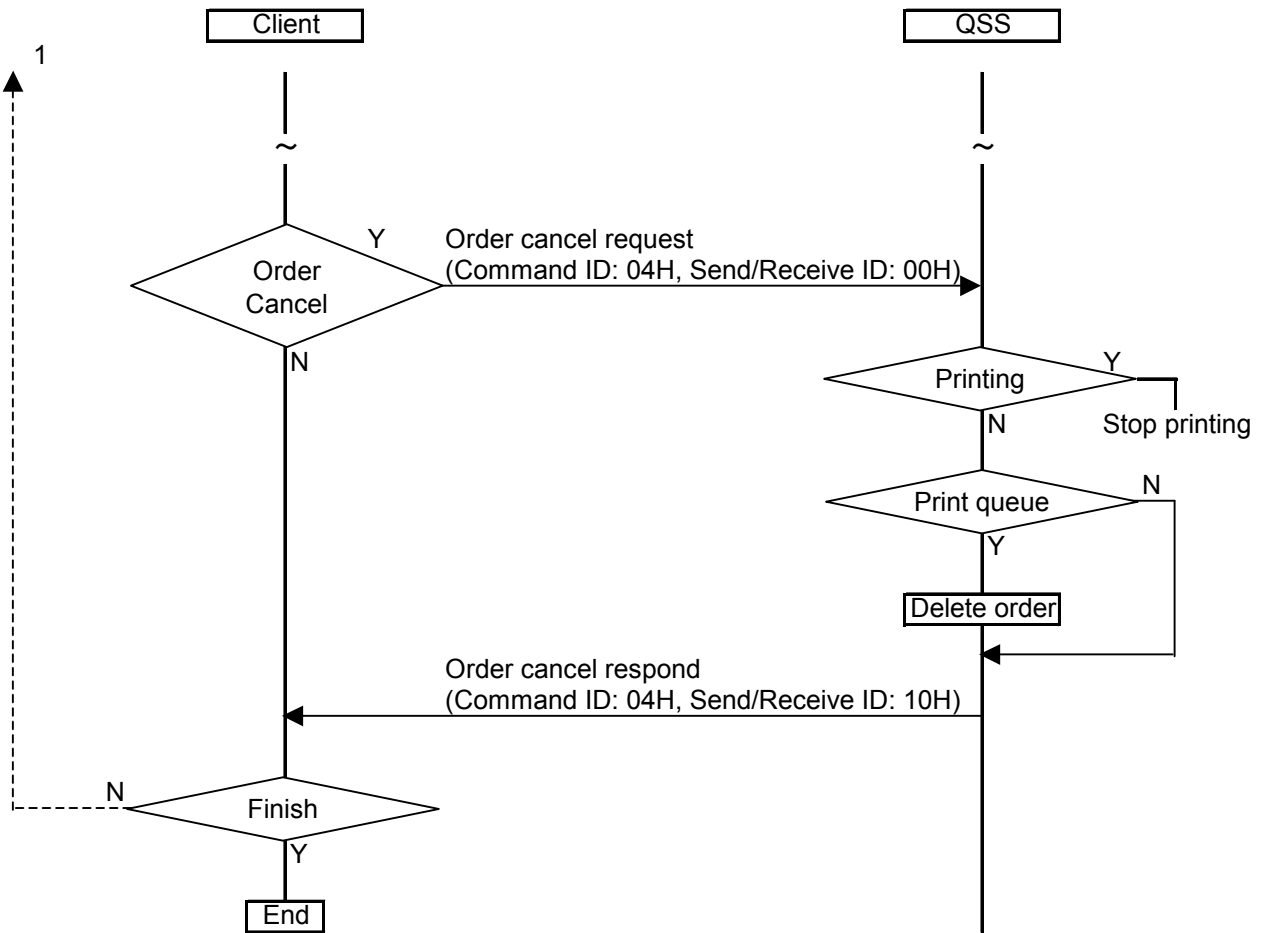 Client
QSS
1
~
~
Y
Order cancel request
(Command ID: 04H, Send/Receive ID: 00H)
Order
Cancel
N
Printing
Y
Stop printing
N
Print queue
N
Y
Delete order
Order cancel respond
(Command ID: 04H, Send/Receive ID: 10H)
N
Finish
Y
End